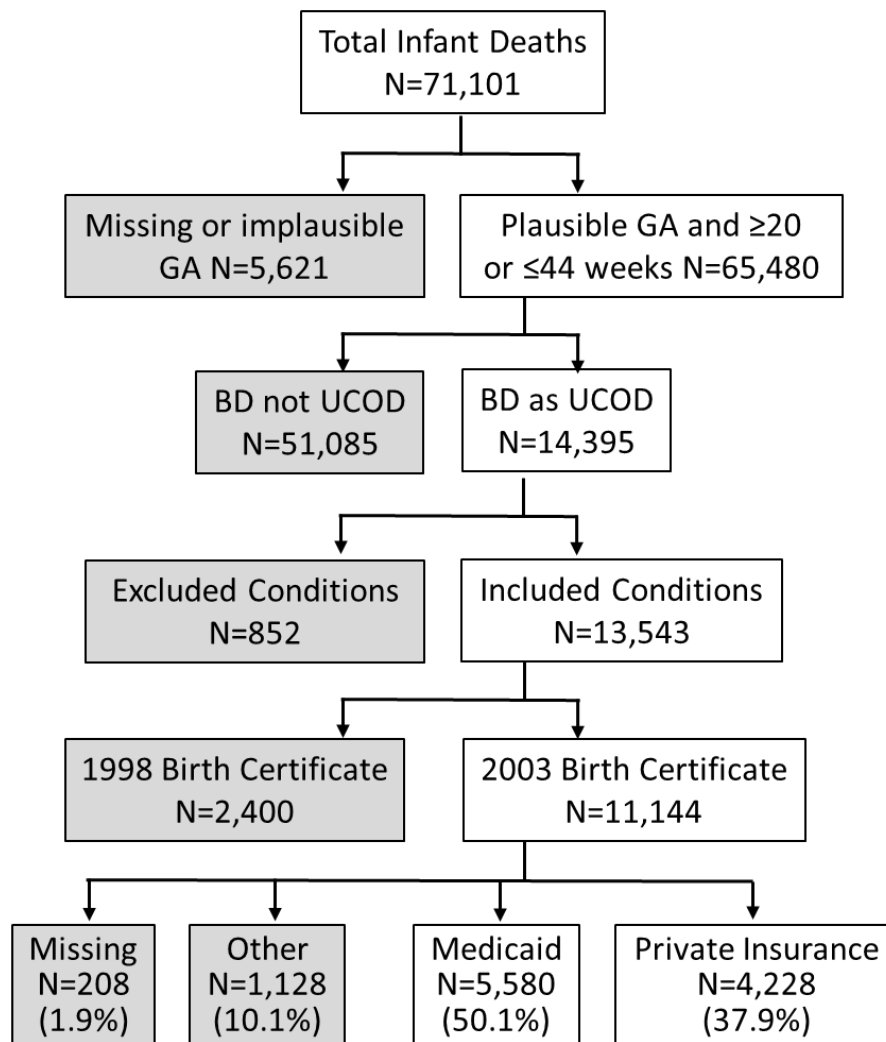 Total Infant Deaths
N=71,101
Missing or implausible
GA N=5,621
Plausible GA and ≥20
or ≤44 weeks N=65,480
BD not UCOD
N=51,085
BD as UCOD
N=14,395
Excluded Conditions
N=852
Included Conditions
N=13,543
1998 Birth Certificate
N=2,400
2003 Birth Certificate
N=11,144
Missing
N=208
(1.9%)
Other
N=1,128
(10.1%)
Medicaid
N=5,580
(50.1%)
Private Insurance
N=4,228
(37.9%)